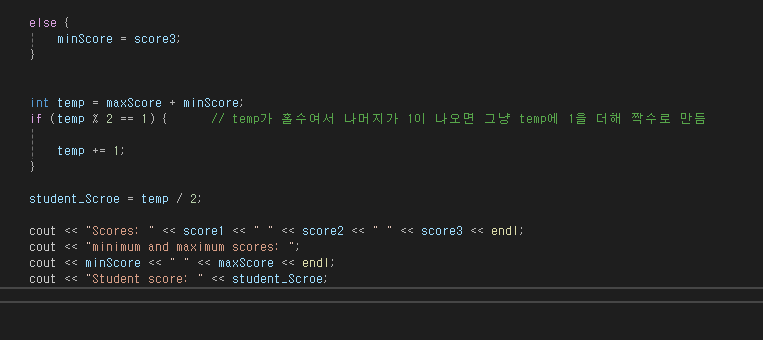 else {
minScore = score3;
}
int temp = maxScore + minScore;
if (temp % 2 == 1) { // temp가 홀수여서 나머지가 1이 나오면 그냥 temp에 1을 더해 짝수로 만듬
temp += 1;
}
student_Scroe = temp / 2;
cout << "Scores: " << score1 << " " << score2 << " " << score3 << endl;
cout << "minimum and maximum scores: ";
cout << minScore << " " << maxScore << endl;
cout << "Student score: " << student_Scroe;